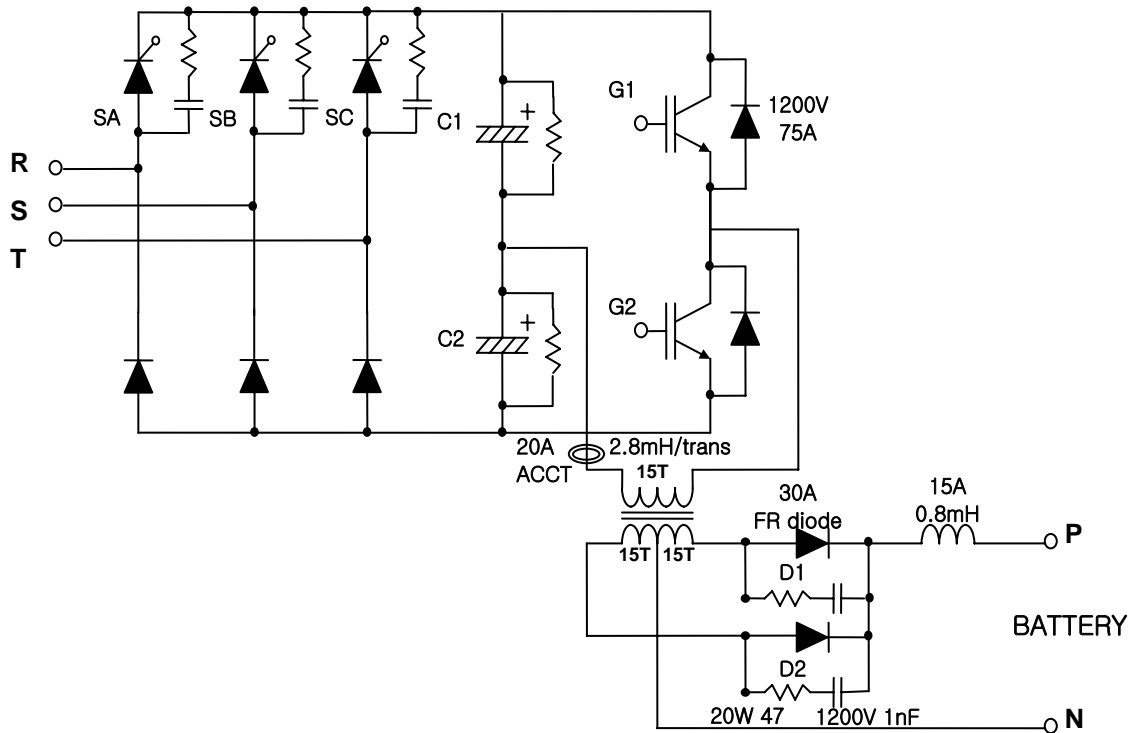 SA
SB
SC
C1
+
G1
1200V
75A
R
S
T
C2
+
G2
20A
ACCT
2.8mH/trans
15T
15T 15T
30A
FR diode
15A
0.8mH
P
D1
BATTERY
D2
20W 47
1200V 1nF
N